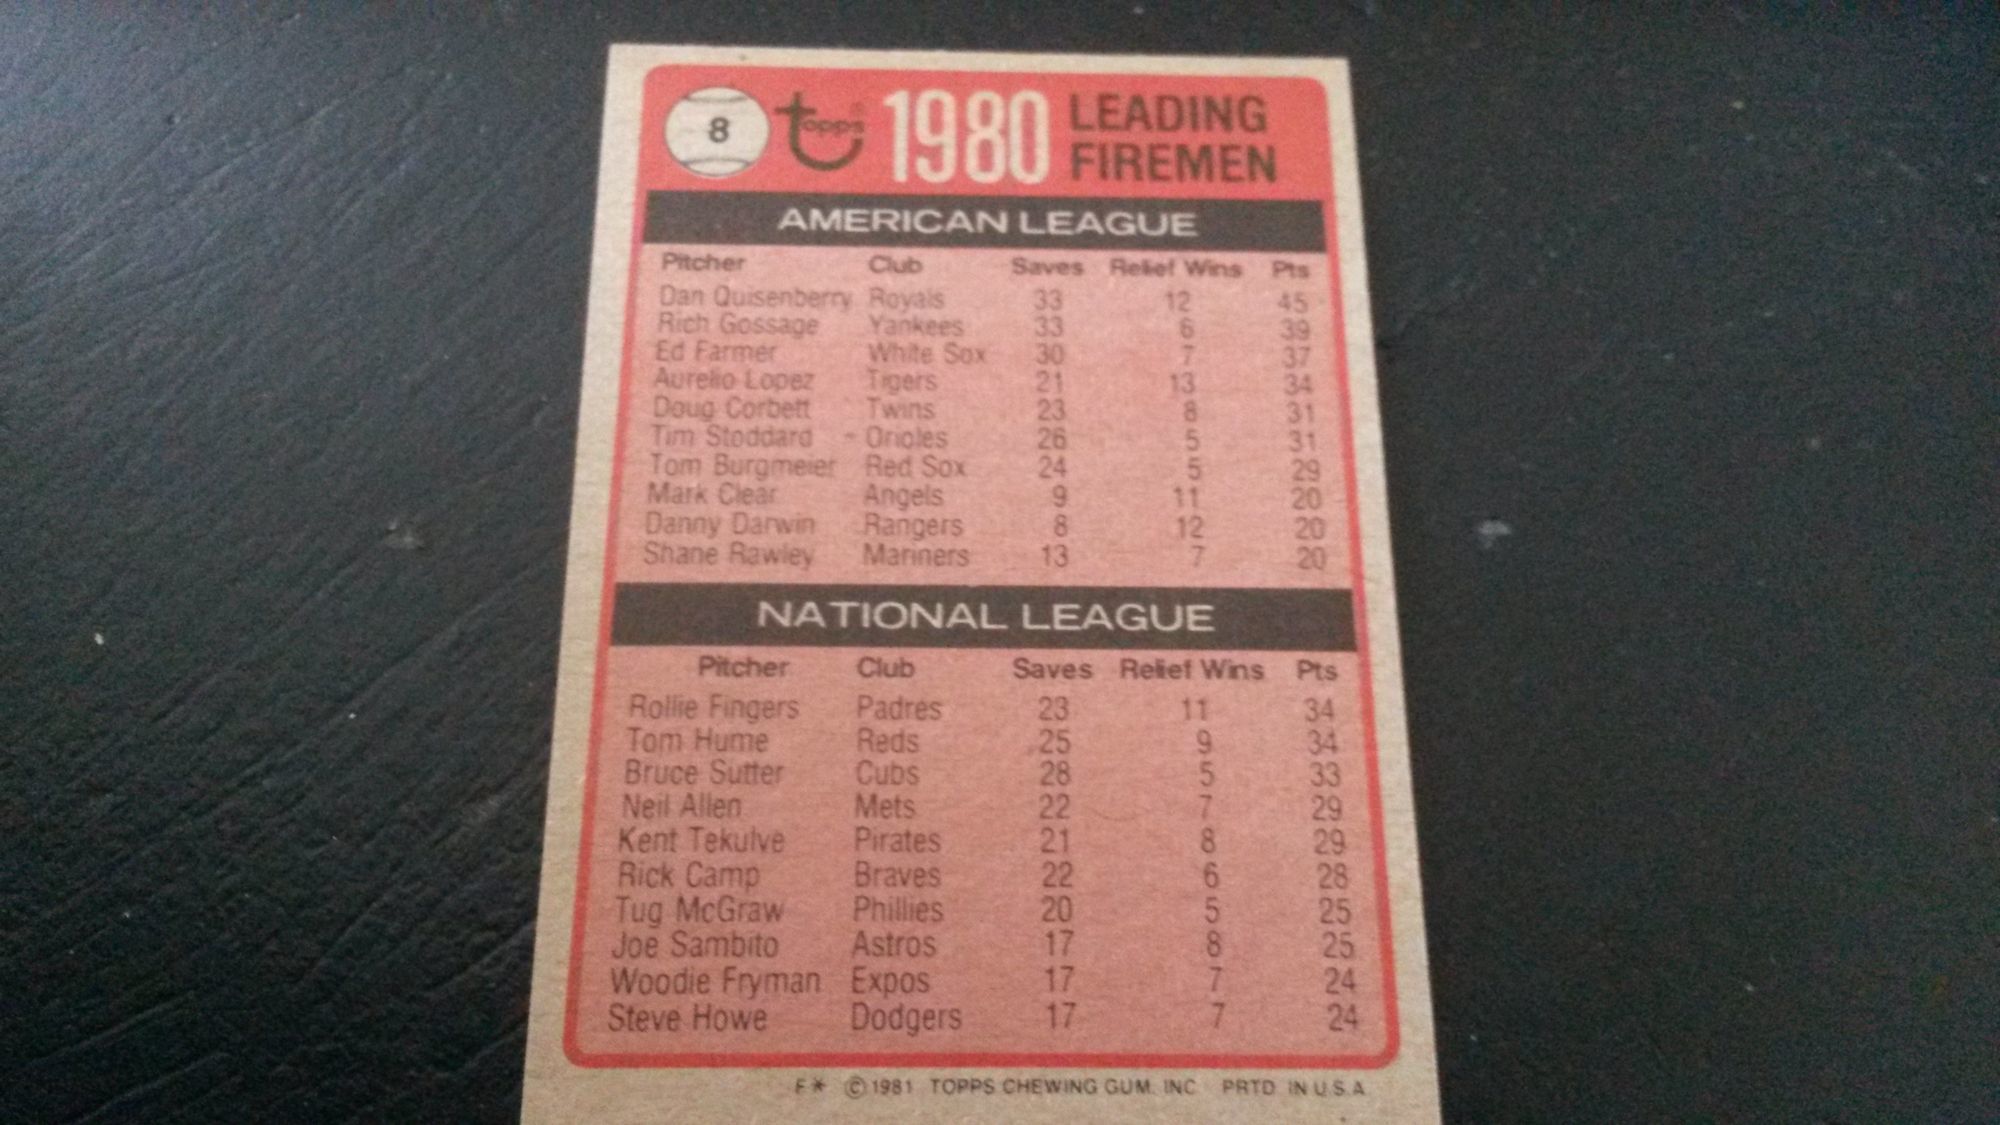 8 topps® 1980 LEADING FIREMEN
AMERICAN LEAGUE
Pitcher Club Saves Relief Wins Pts
Dan Quisenberry Royals 33 12 45
Rich Gossage Yankees 33 6 39
Ed Farmer White Sox 30 7 37
Aurelio Lopez Tigers 21 13 34
Doug Corbett Twins 23 8 31
Tim Stoddard Orioles 26 5 31
Tom Burgmeier Red Sox 24 5 29
Mark Clear Angels 9 11 20
Danny Darwin Rangers 8 12 20
Shane Rawley Mariners 13 7 20
NATIONAL LEAGUE
Pitcher Club Saves Relief Wins Pts
Rollie Fingers Padres 23 11 34
Tom Hume Reds 25 9 34
Bruce Sutter Cubs 28 5 33
Neil Allen Mets 22 7 29
Kent Tekulve Pirates 21 8 29
Rick Camp Braves 22 6 28
Tug McGraw Phillies 20 5 25
Joe Sambito Astros 17 8 25
Woodie Fryman Expos 17 7 24
Steve Howe Dodgers 17 7 24
F* © 1981 TOPPS CHEWING GUM. INC PRTD IN U.S.A